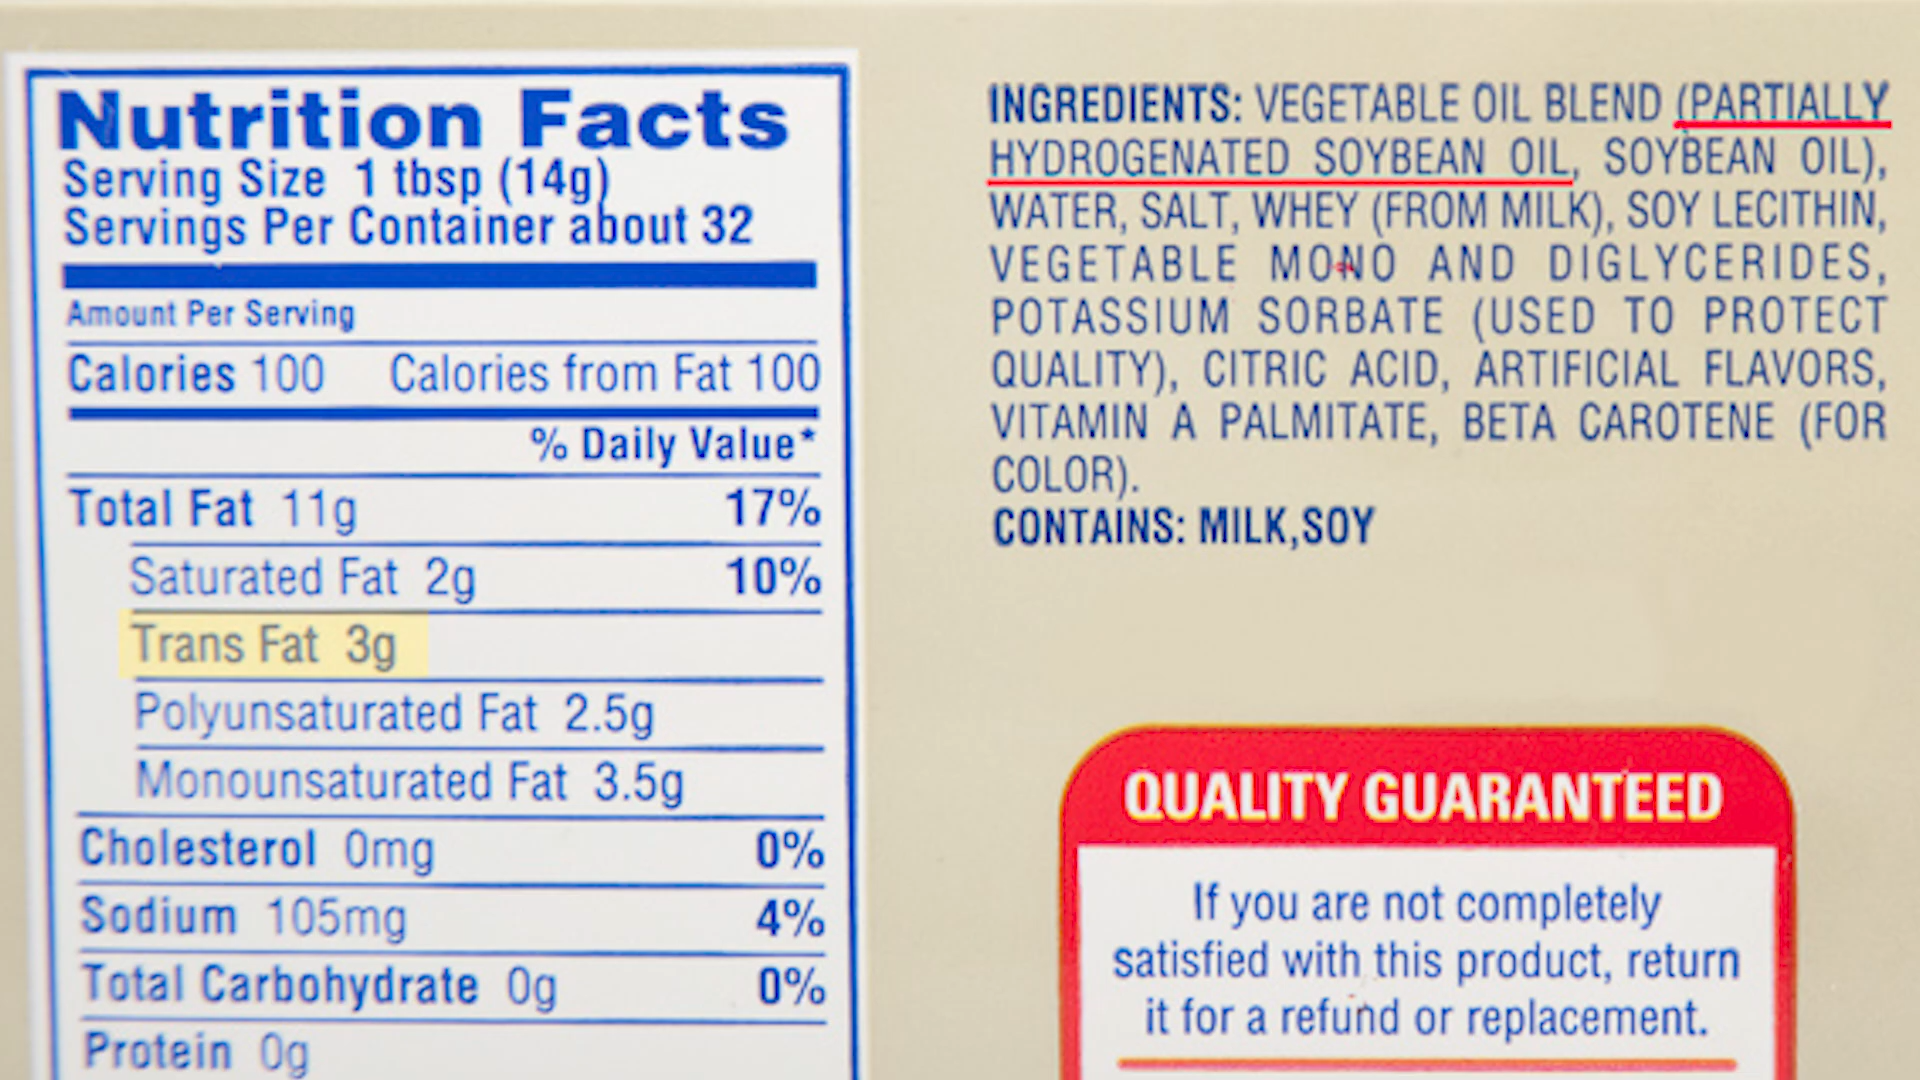 Nutrition Facts
Serving Size 1 tbsp (14g)
Servings Per Container about 32
Amount Per Serving
Calories 100 Calories from Fat 100
% Daily Value*
Total Fat 11g 17%
Saturated Fat 2g 10%
Trans Fat 3g
Polyunsaturated Fat 2.5g
Monounsaturated Fat 3.5g
Cholesterol 0mg 0%
Sodium 105mg 4%
Total Carbohydrate 0g 0%
Protein 0g
INGREDIENTS: VEGETABLE OIL BLEND (PARTIALLY
HYDROGENATED SOYBEAN OIL, SOYBEAN OIL),
WATER, SALT, WHEY (FROM MILK), SOY LECITHIN,
VEGETABLE MONO AND DIGLYCERIDES,
POTASSIUM SORBATE (USED TO PROTECT
QUALITY), CITRIC ACID, ARTIFICIAL FLAVORS,
VITAMIN A PALMITATE, BETA CAROTENE (FOR
COLOR).
CONTAINS: MILK,SOY
QUALITY GUARANTEED
If you are not completely
satisfied with this product, return
it for a refund or replacement.